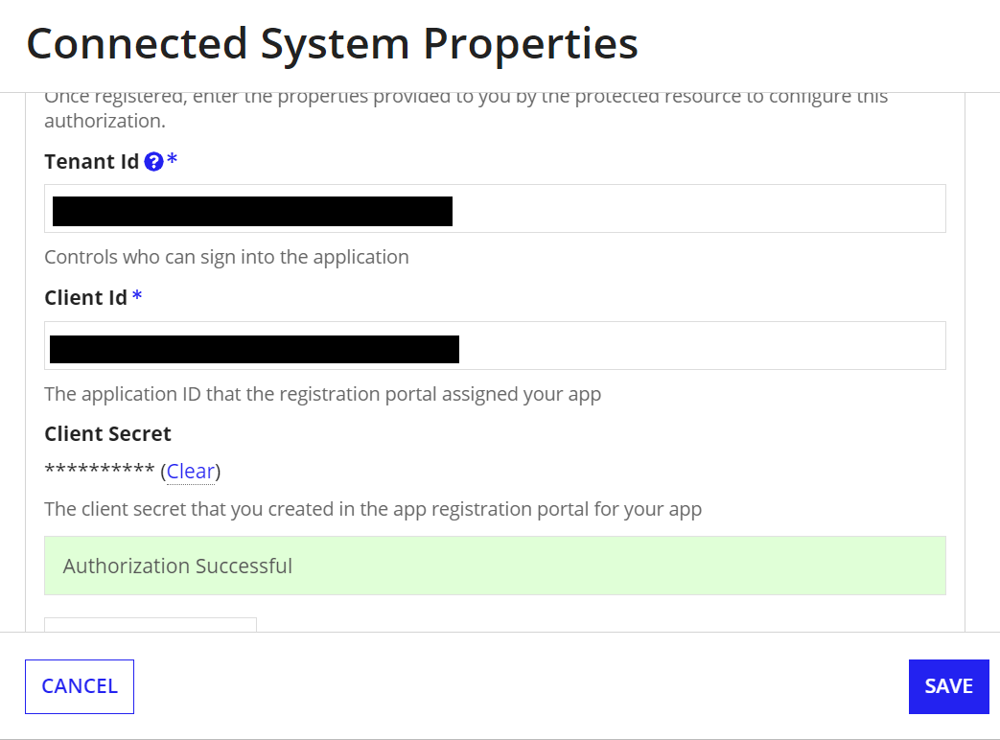 Connected System Properties
Once registered, enter the properties provided to you by the protected resource to configure this
authorization.
Tenant Id ? *
Controls who can sign into the application
Client Id *
The application ID that the registration portal assigned your app
Client Secret
********** (Clear)
The client secret that you created in the app registration portal for your app
Authorization Successful
CANCEL
SAVE